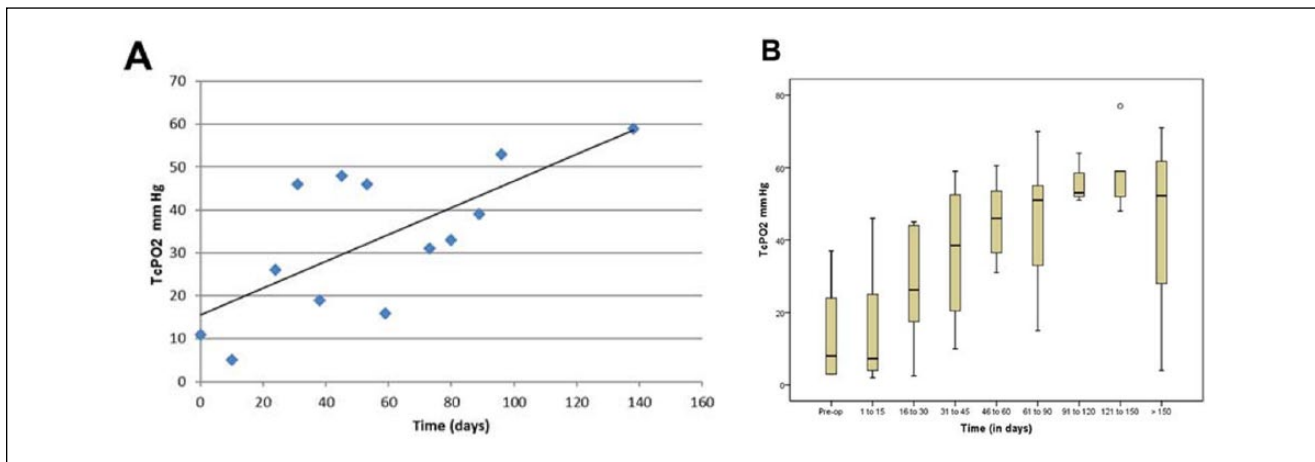 A
70
60
50
40
30
20
10
0
TcPO2 mm Hg
0 20 40 60 80 100 120 140 160
Time (days)
B
80
60
40
20
0
TcPO2 mm Hg
Pre-op 1 to 15 16 to 30 31 to 45 46 to 60 61 to 90 91 to 120 121 to 150 > 150
Time (in days)